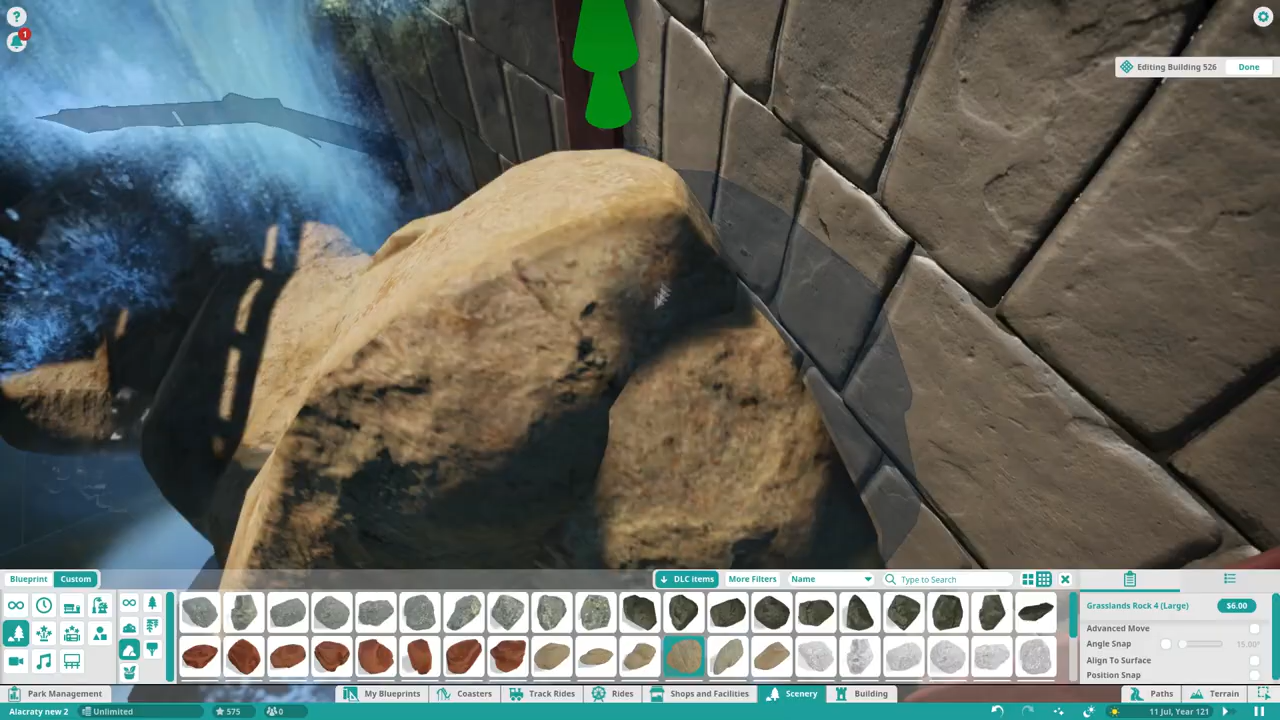 ?
1
Editing Building 526 Done
Blueprint Custom
DLC items More Filters Name Type to Search
Grasslands Rock 4 (Large) $6.00
Advanced Move
Angle Snap 15.00°
Align To Surface
Position Snap
Park Management My Blueprints Coasters Track Rides Rides Shops and Facilities Scenery Building Paths Terrain
Alacraty new 2 Unlimited 575 0 11 Jul, Year 121